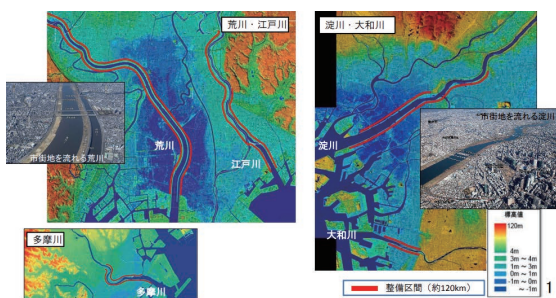 荒川・江戸川
市街地を流れる荒川
荒川
江戸川
多摩川
多摩川
淀川・大和川
市街地を流れる淀川
淀川
大和川
標高値
120m
4m
3m ~ 4m
1m ~ 3m
0m ~ 1m
-1m ~ 0m
~ -1m
整備区間（約120km）
1